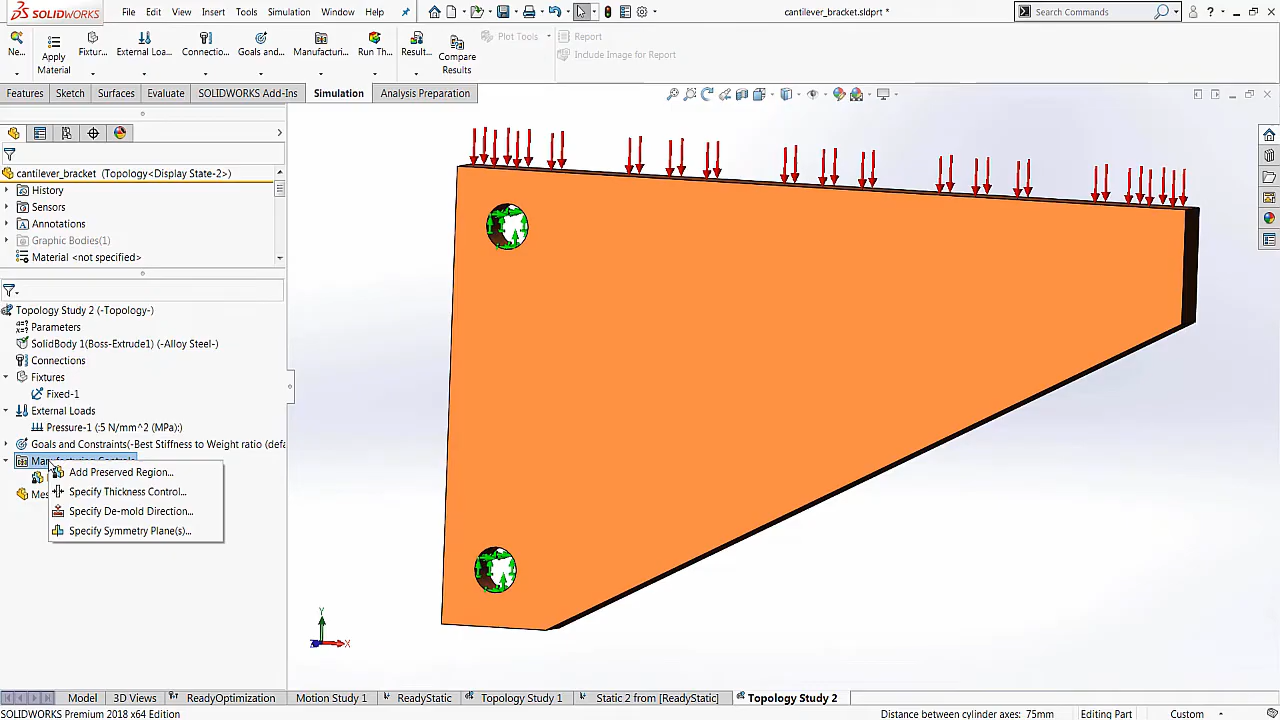 SOLIDWORKS File Edit View Insert Tools Simulation Window Help cantilever_bracket.sldprt * Search Commands
Ne... Apply Material Fixtur... External Loa... Connectio... Goals and... Manufacturi... Run Th... Result... Compare Results Plot Tools Report
Include Image for Report
Features Sketch Surfaces Evaluate SOLIDWORKS Add-Ins Simulation Analysis Preparation
cantilever_bracket (Topology<Display State-2>)
History
Sensors
Annotations
Graphic Bodies(1)
Material <not specified>
Topology Study 2 (-Topology-)
Parameters
SolidBody 1(Boss-Extrude1) (-Alloy Steel-)
Connections
Fixtures
Fixed-1
External Loads
Pressure-1 (:5 N/mm^2 (MPa):)
Goals and Constraints(-Best Stiffness to Weight ratio (defa
Manufacturing Controls
Add Preserved Region...
Specify Thickness Control...
Mes
Specify De-mold Direction...
Specify Symmetry Plane(s)...
Y
Z X
Model 3D Views ReadyOptimization Motion Study 1 ReadyStatic Topology Study 1 Static 2 from [ReadyStatic] Topology Study 2
SOLIDWORKS Premium 2018 x64 Edition Distance between cylinder axes: 75mm Editing Part Custom